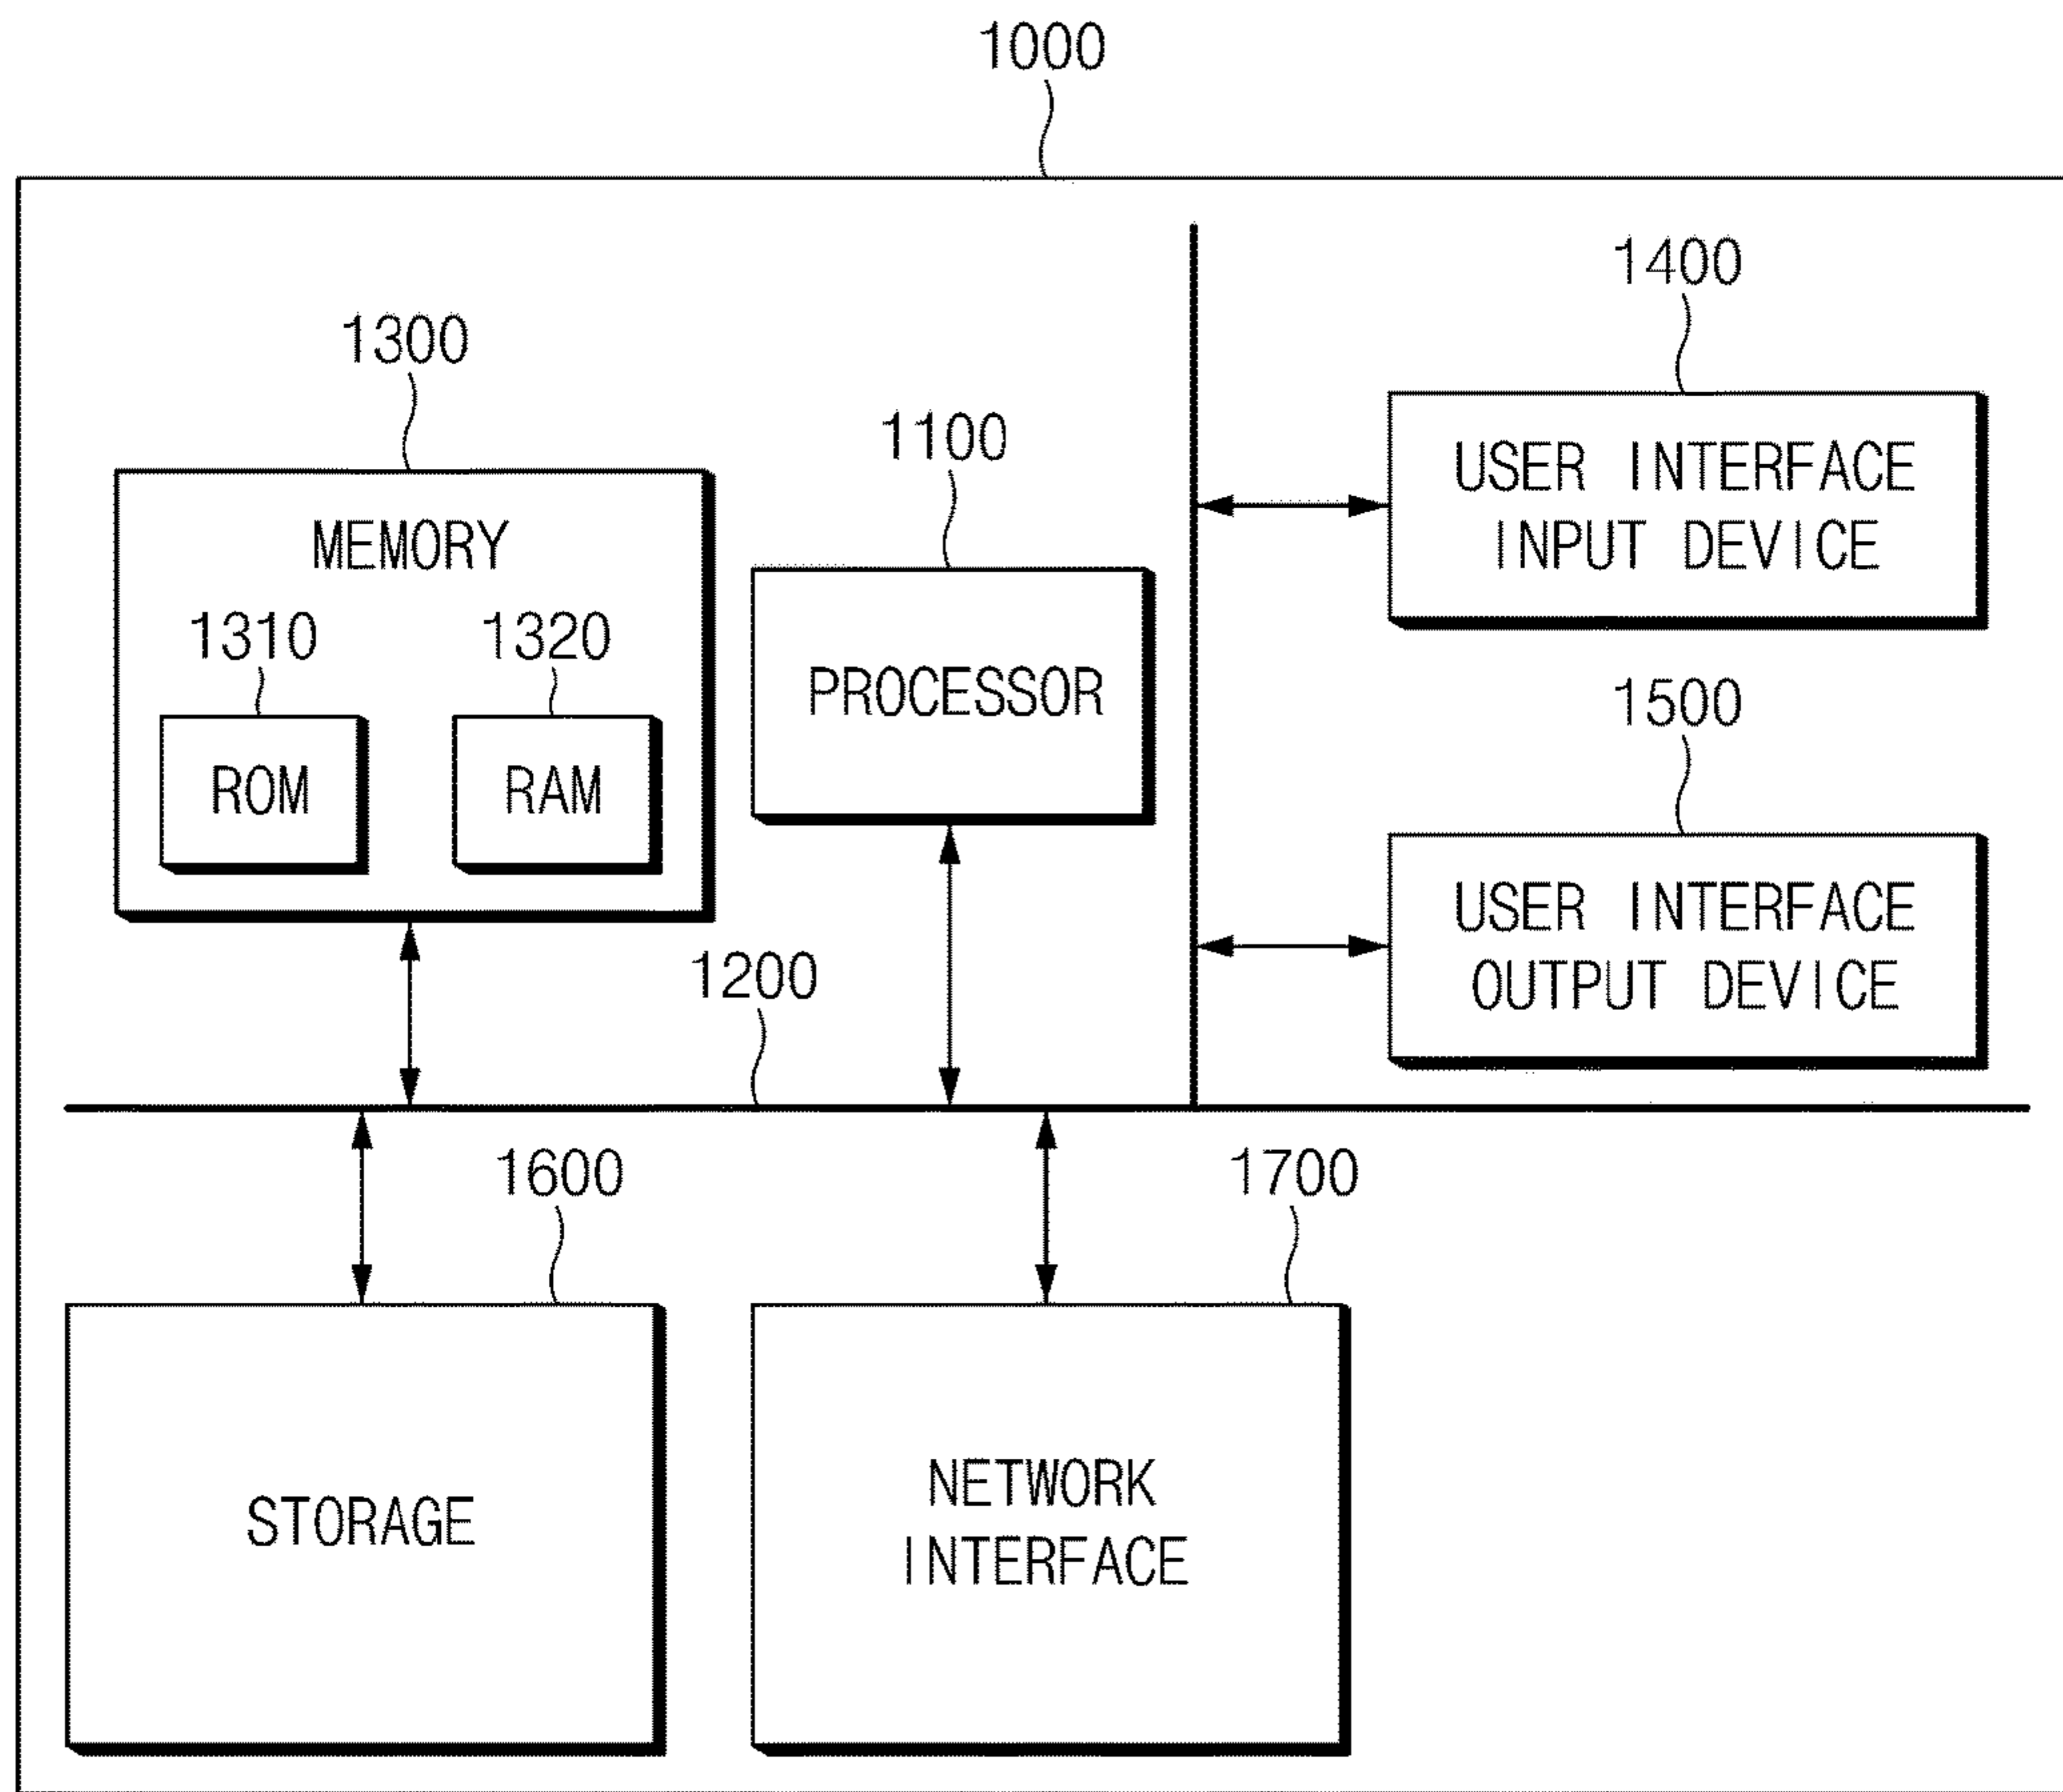 1000
1400
1300
1100
USER INTERFACE
INPUT DEVICE
MEMORY
1310
1320
PROCESSOR
1500
ROM
RAM
USER INTERFACE
OUTPUT DEVICE
1200
1600
1700
STORAGE
NETWORK
INTERFACE